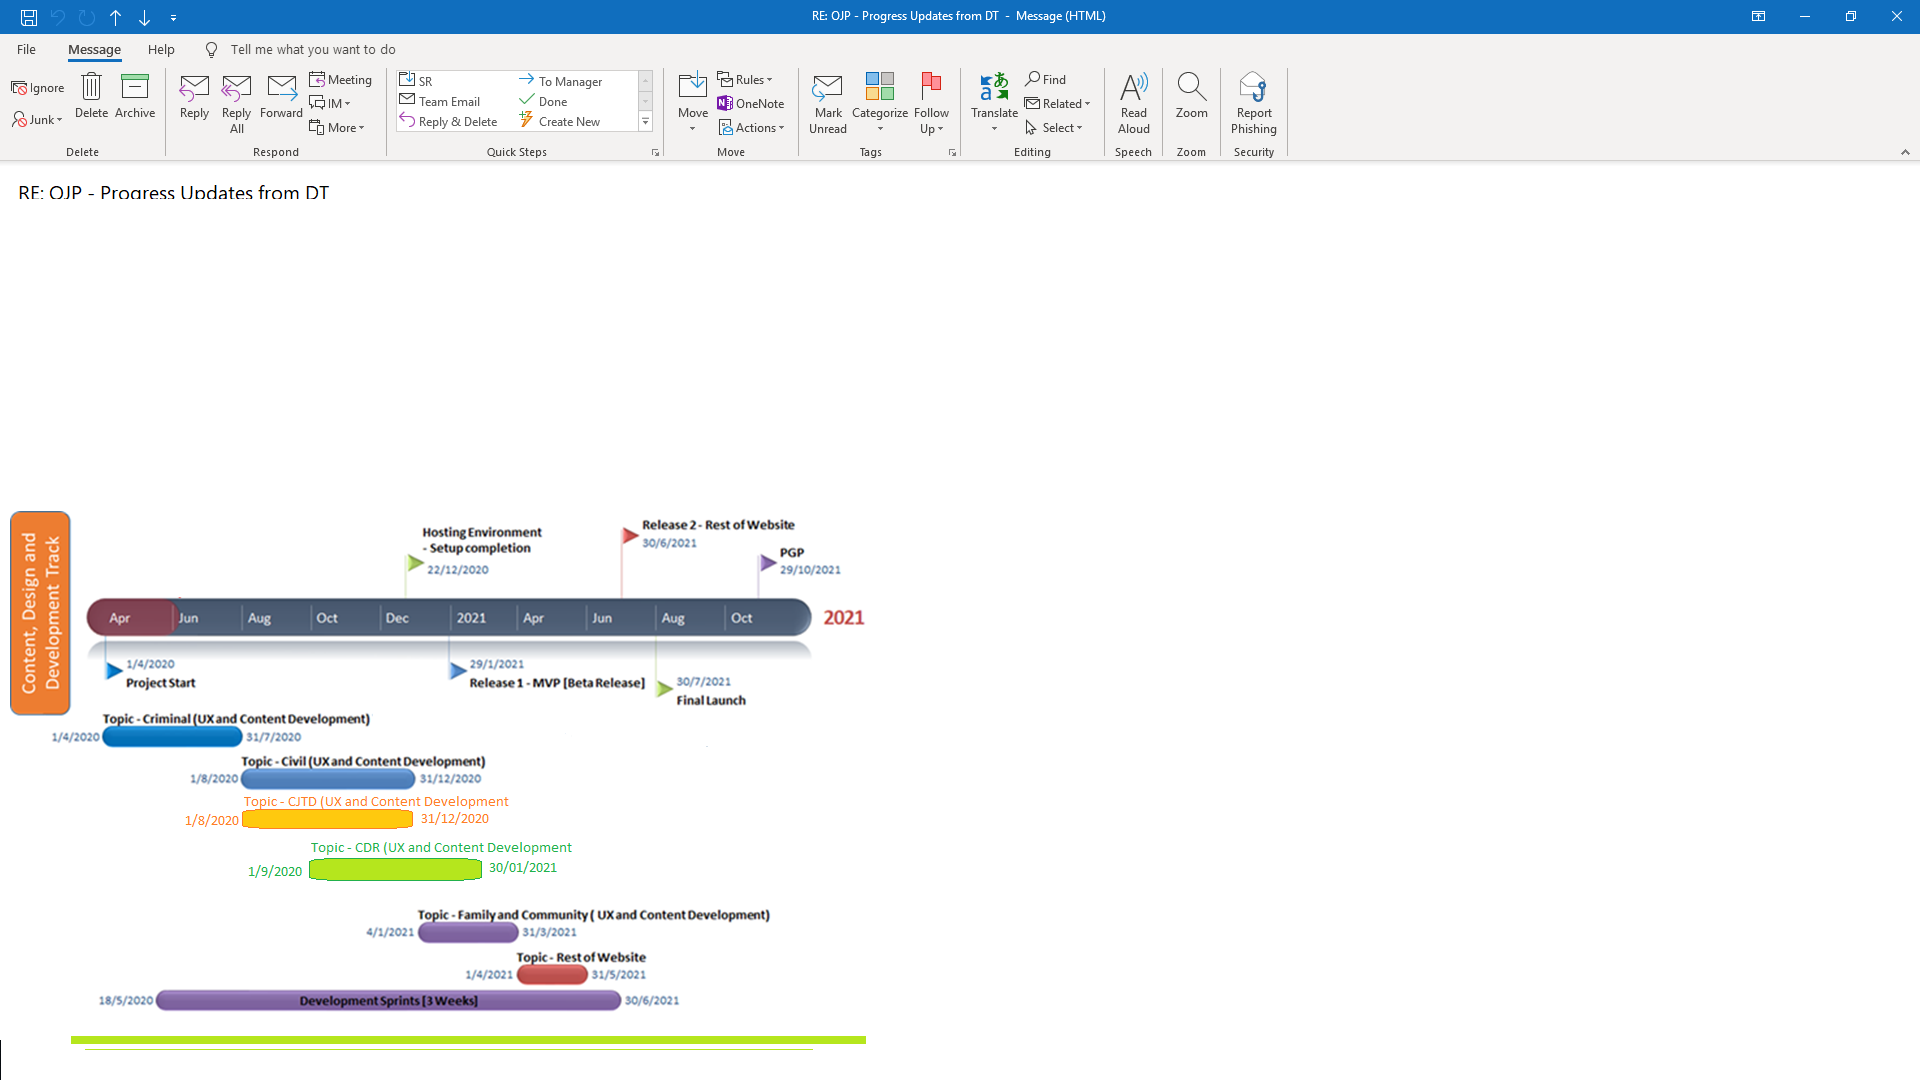 RE: OJP - Progress Updates from DT - Message (HTML)
File Message Help Tell me what you want to do
Ignore
Junk
Delete
Archive
Delete
Reply
Reply All
Forward
Meeting
IM
More
Respond
SR
Team Email
Reply & Delete
To Manager
Done
Create New
Quick Steps
Move
Rules
OneNote
Actions
Move
Mark Unread
Categorize
Follow Up
Tags
Translate
Find
Related
Select
Editing
Read Aloud
Speech
Zoom
Zoom
Report Phishing
Security
RE: OJP - Progress Updates from DT
Content, Design and
Development Track
Hosting Environment
- Setup completion
22/12/2020
Release 2 - Rest of Website
30/6/2021
PGP
29/10/2021
Apr Jun Aug Oct Dec 2021 Apr Jun Aug Oct 2021
1/4/2020
Project Start
29/1/2021
Release 1 - MVP [Beta Release]
30/7/2021
Final Launch
Topic - Criminal (UX and Content Development)
1/4/2020 31/7/2020
Topic - Civil (UX and Content Development)
1/8/2020 31/12/2020
Topic - CJTD (UX and Content Development
1/8/2020 31/12/2020
Topic - CDR (UX and Content Development
1/9/2020 30/01/2021
Topic - Family and Community ( UX and Content Development)
4/1/2021 31/3/2021
Topic - Rest of Website
1/4/2021 31/5/2021
18/5/2020 Development Sprints [3 Weeks] 30/6/2021